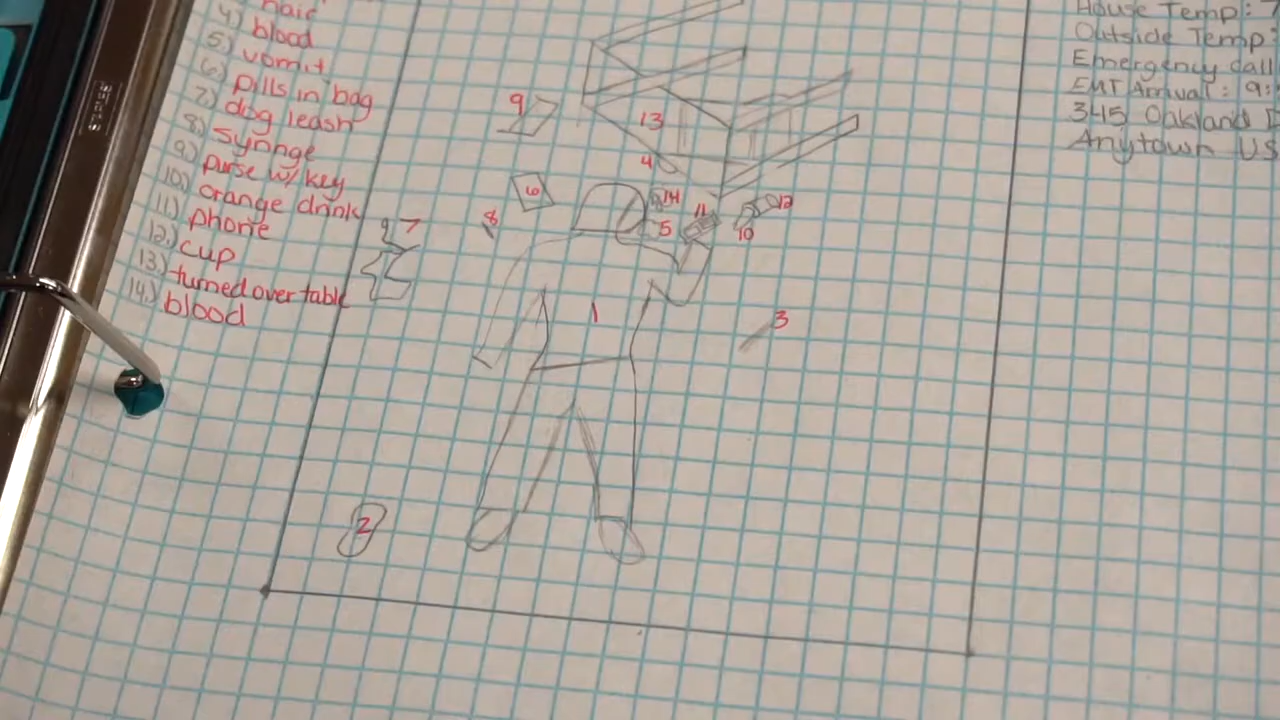 hair
4.) blood
5.) vomit
6.) pills in bag
7.) dog leash
8.) syringe
9.) purse w/ key
10.) orange drink
11.) phone
12.) cup
13.) turned over table
14.) blood
9
13
4
6
14
11
12
5
10
8
7
1
3
2
House Temp: 7
Outside Temp:
Emergency Call
EMT Arrival: 9:
3415 Oakland
Anytown US